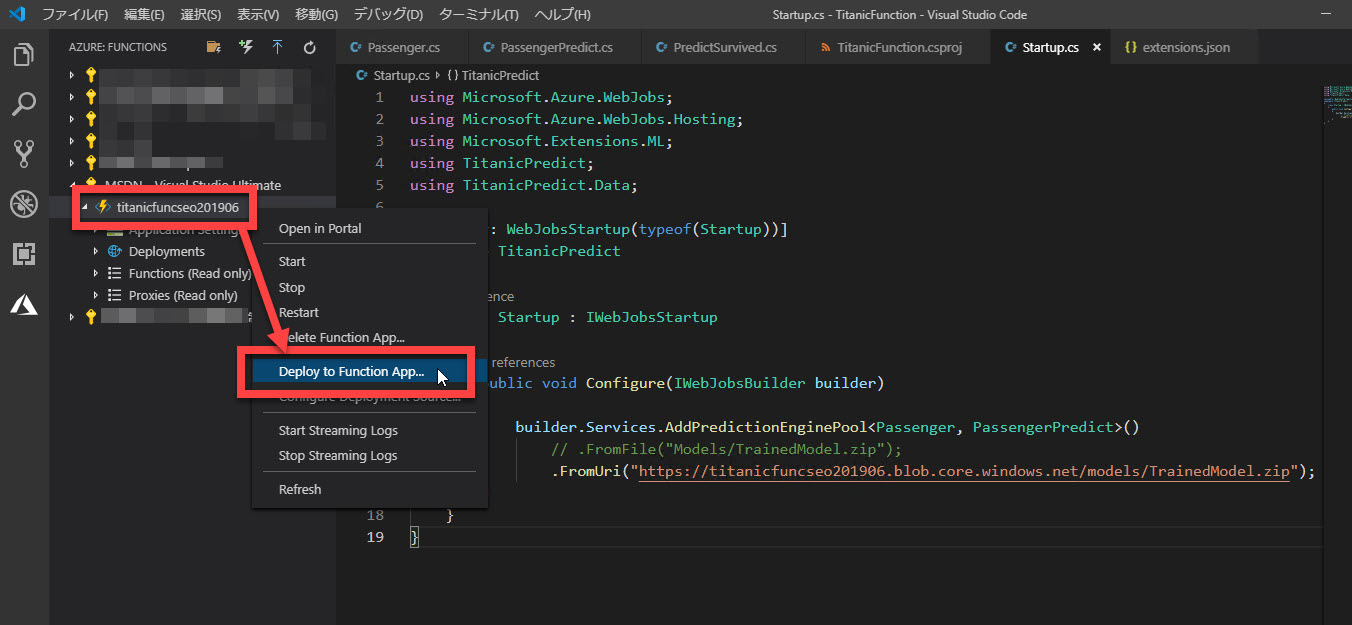 ファイル(F) 編集(E) 選択(S) 表示(V) 移動(G) デバッグ(D) ターミナル(T) ヘルプ(H) Startup.cs - TitanicFunction - Visual Studio Code
AZURE: FUNCTIONS
Passenger.cs PassengerPredict.cs PredictSurvived.cs TitanicFunction.csproj Startup.cs × {} extensions.json
Startup.cs {} TitanicPredict
MSDN - Visual Studio Ultimate
titanicfuncseo201906
Application Setting
Deployments
Functions (Read only)
Proxies (Read only)
Open in Portal
Start
Stop
Restart
elete Function App...
Deploy to Function App...
Configure Deployment Source...
Start Streaming Logs
Stop Streaming Logs
Refresh
1 using Microsoft.Azure.WebJobs;
2 using Microsoft.Azure.WebJobs.Hosting;
3 using Microsoft.Extensions.ML;
4 using TitanicPredict;
5 using TitanicPredict.Data;
6
: WebJobsStartup(typeof(Startup))]
TitanicPredict
ence
Startup : IWebJobsStartup
references
ublic void Configure(IWebJobsBuilder builder)
builder.Services.AddPredictionEnginePool<Passenger, PassengerPredict>()
// .FromFile("Models/TrainedModel.zip");
.FromUri("https://titanicfuncseo201906.blob.core.windows.net/models/TrainedModel.zip");
18 }
19 }